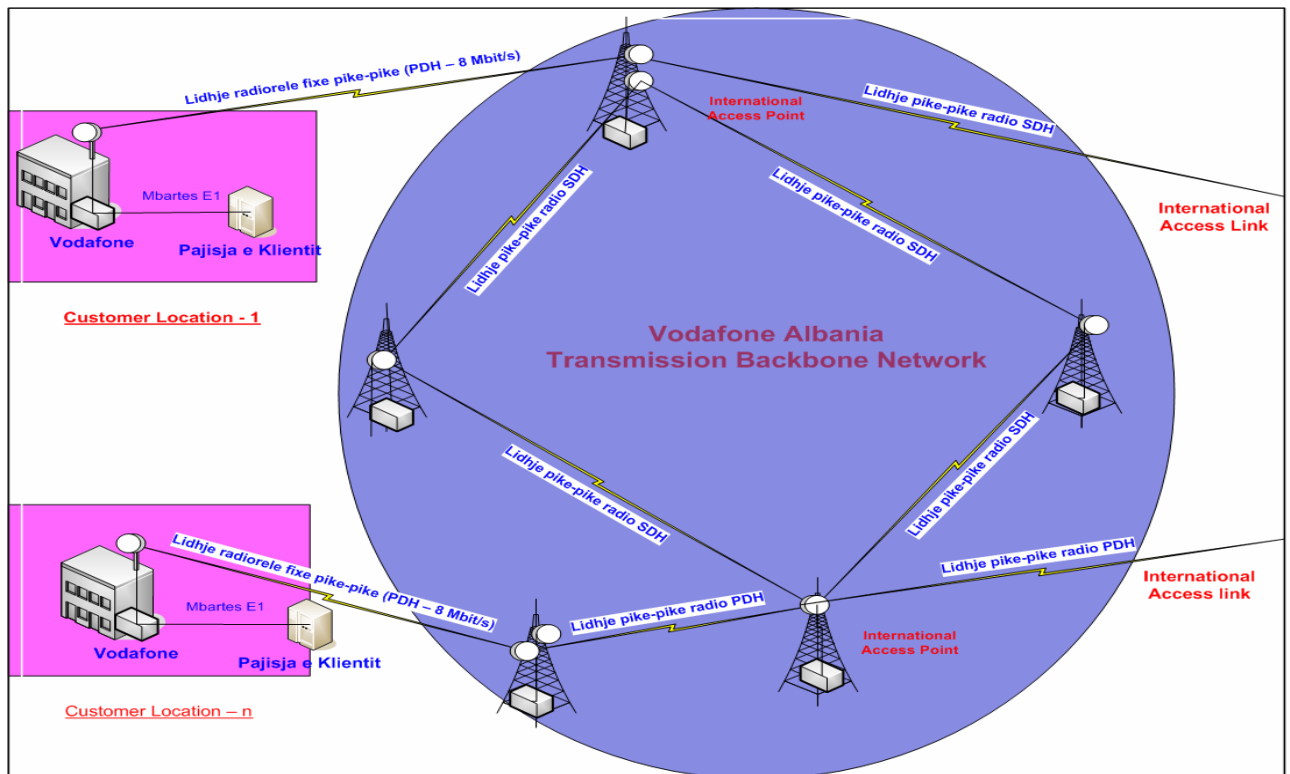 Lidhje radiorele fixe pike-pike (PDH – 8 Mbit/s)
International
Access Point
Lidhje pike-pike radio SDH
Mbartes E1
Vodafone
Pajisja e Klientit
Lidhje pike-pike radio SDH
Lidhje pike-pike radio SDH
International
Access Link
Customer Location - 1
Vodafone Albania
Transmission Backbone Network
Lidhje pike-pike radio SDH
Lidhje pike-pike radio SDH
Lidhje radiorele fixe pike-pike (PDH – 8 Mbit/s)
Mbartes E1
Vodafone
Pajisja e Klientit
Lidhje pike-pike radio PDH
Lidhje pike-pike radio PDH
International
Access link
International
Access Point
Customer Location – n